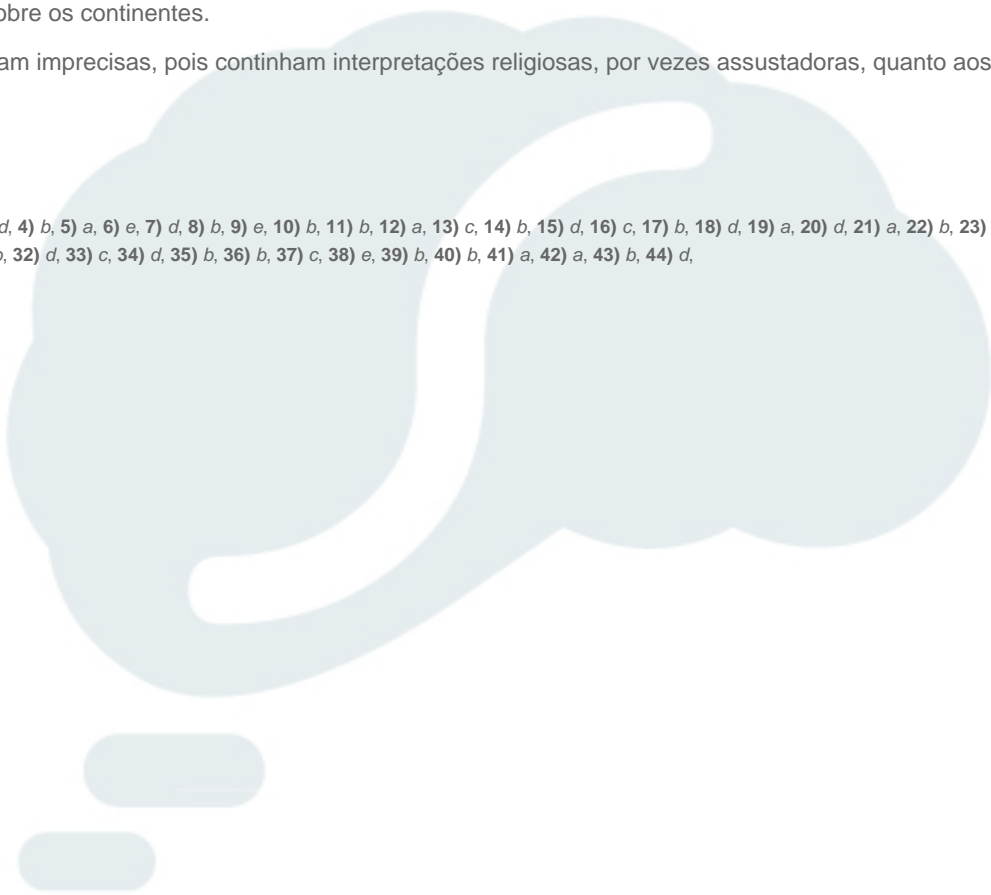 obre os continentes.
am imprecisas, pois continham interpretações religiosas, por vezes assustadoras, quanto aos
d, 4) b, 5) a, 6) e, 7) d, 8) b, 9) e, 10) b, 11) b, 12) a, 13) c, 14) b, 15) d, 16) c, 17) b, 18) d, 19) a, 20) d, 21) a, 22) b, 23)
, 32) d, 33) c, 34) d, 35) b, 36) b, 37) c, 38) e, 39) b, 40) b, 41) a, 42) a, 43) b, 44) d,